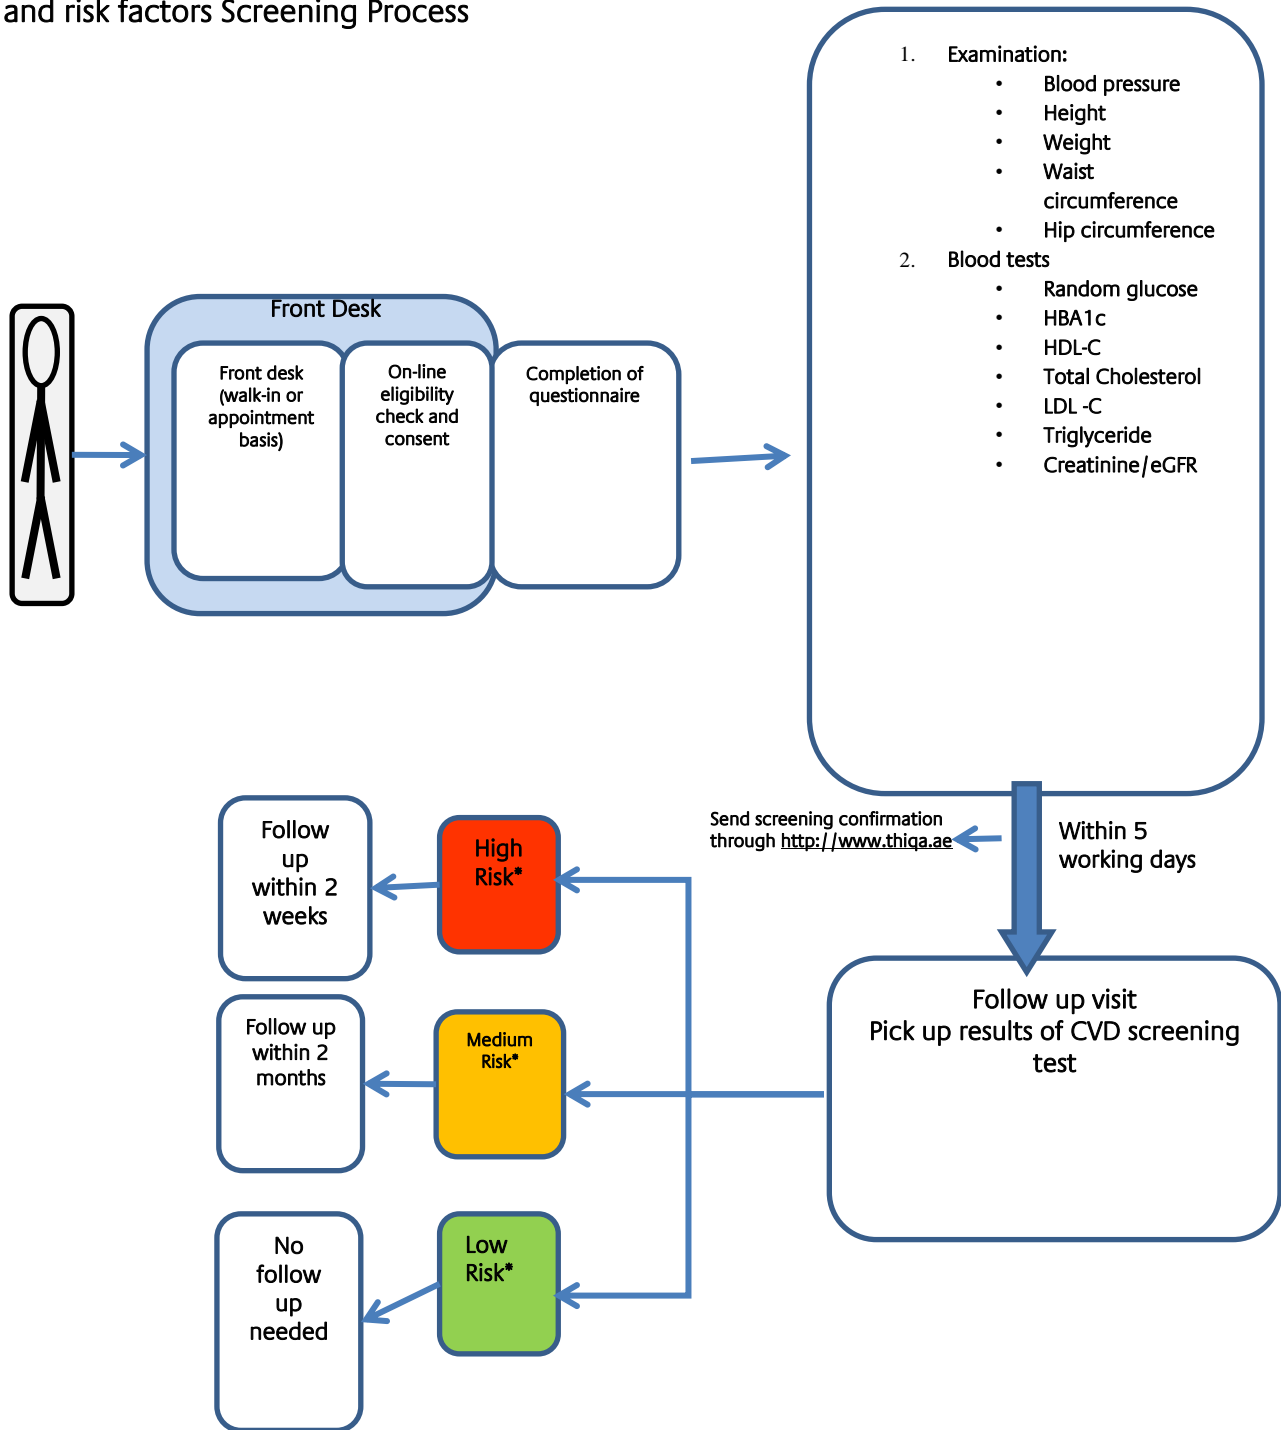 and risk factors Screening Process
1. Examination:
• Blood pressure
• Height
• Weight
• Waist
circumference
• Hip circumference
2. Blood tests
• Random glucose
• HBA1c
• HDL-C
• Total Cholesterol
• LDL -C
• Triglyceride
• Creatinine/eGFR
Front Desk
Front desk
(walk-in or
appointment
basis)
On-line
eligibility
check and
consent
Completion of
questionnaire
Send screening confirmation
through http://www.thiqa.ae
Within 5
working days
Follow up visit
Pick up results of CVD screening
test
High
Risk*
Follow
up
within 2
weeks
Medium
Risk*
Follow up
within 2
months
Low
Risk*
No
follow
up
needed